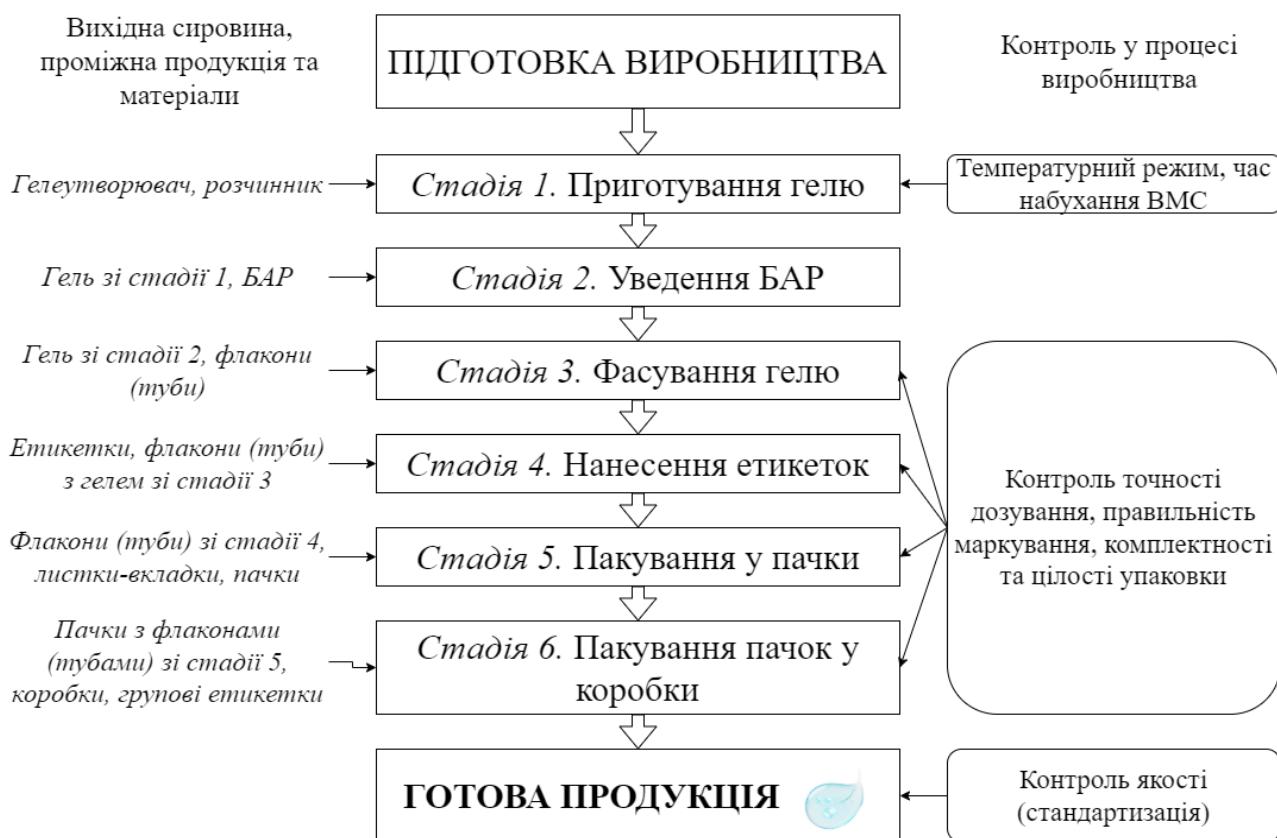 Вихідна сировина,
проміжна продукція та
матеріали
ПІДГОТОВКА ВИРОБНИЦТВА
Контроль у процесі
виробництва
Гелеутворювач, розчинник
Стадія 1. Приготування гелю
Температурний режим, час
набухання ВМС
Гель зі стадії 1, БАР
Стадія 2. Уведення БАР
Гель зі стадії 2, флакони
(туби)
Стадія 3. Фасування гелю
Етикетки, флакони (туби)
з гелем зі стадії 3
Стадія 4. Нанесення етикеток
Флакони (туби) зі стадії 4,
листки-вкладки, пачки
Стадія 5. Пакування у пачки
Контроль точності
дозування, правильність
маркування, комплектності
та цілості упаковки
Пачки з флаконами
(тубами) зі стадії 5,
коробки, групові етикетки
Стадія 6. Пакування пачок у
коробки
ГОТОВА ПРОДУКЦІЯ
Контроль якості
(стандартизація)